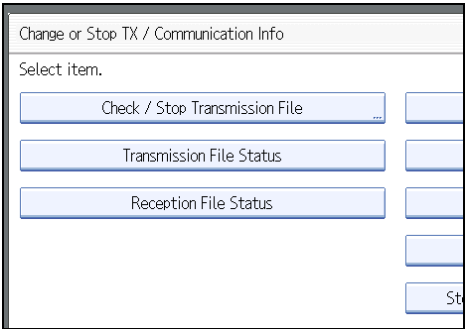 Change or Stop TX / Communication Info
Select item.
Check / Stop Transmission File
...
Transmission File Status
Reception File Status